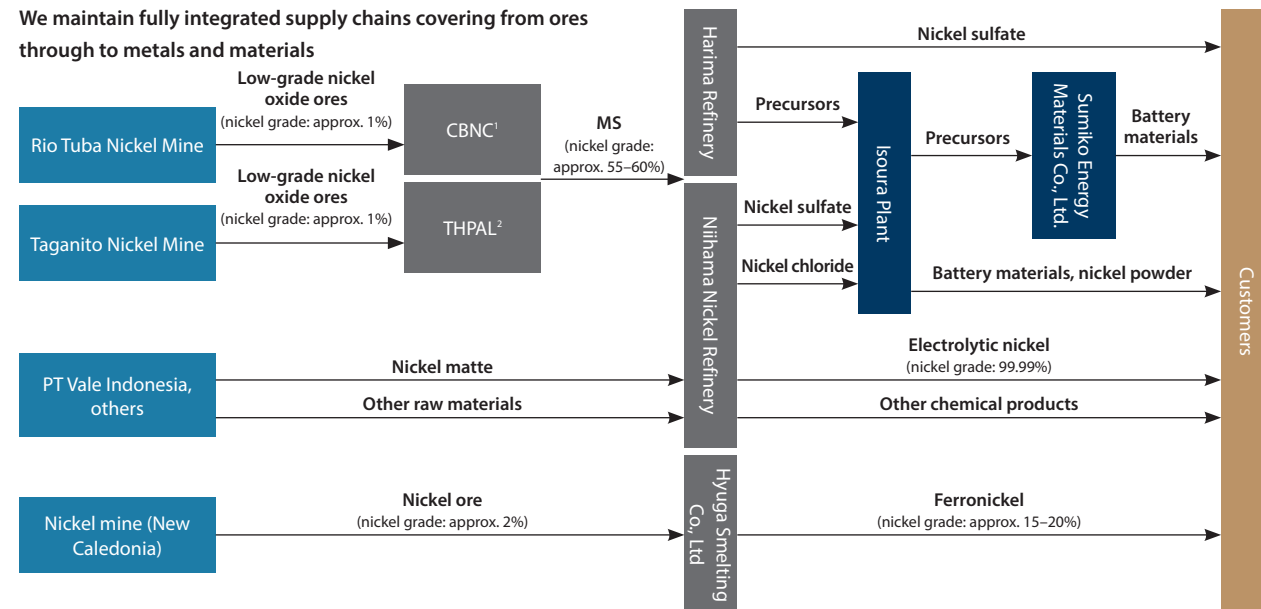 We maintain fully integrated supply chains covering from ores
through to metals and materials
Rio Tuba Nickel Mine
Low-grade nickel
oxide ores
(nickel grade: approx. 1%)
CBNC1
Taganito Nickel Mine
Low-grade nickel
oxide ores
(nickel grade: approx. 1%)
THPAL2
MS
(nickel grade:
approx. 55–60%)
PT Vale Indonesia,
others
Nickel matte
Other raw materials
Nickel mine (New
Caledonia)
Nickel ore
(nickel grade: approx. 2%)
Harima Refinery
Niihama Nickel Refinery
Hyuga Smelting
Co., Ltd
Nickel sulfate
Precursors
Nickel sulfate
Nickel chloride
Isoura Plant
Precursors
Sumiko Energy
Materials Co., Ltd.
Battery
materials
Battery materials, nickel powder
Electrolytic nickel
(nickel grade: 99.99%)
Other chemical products
Ferronickel
(nickel grade: approx. 15–20%)
Customers